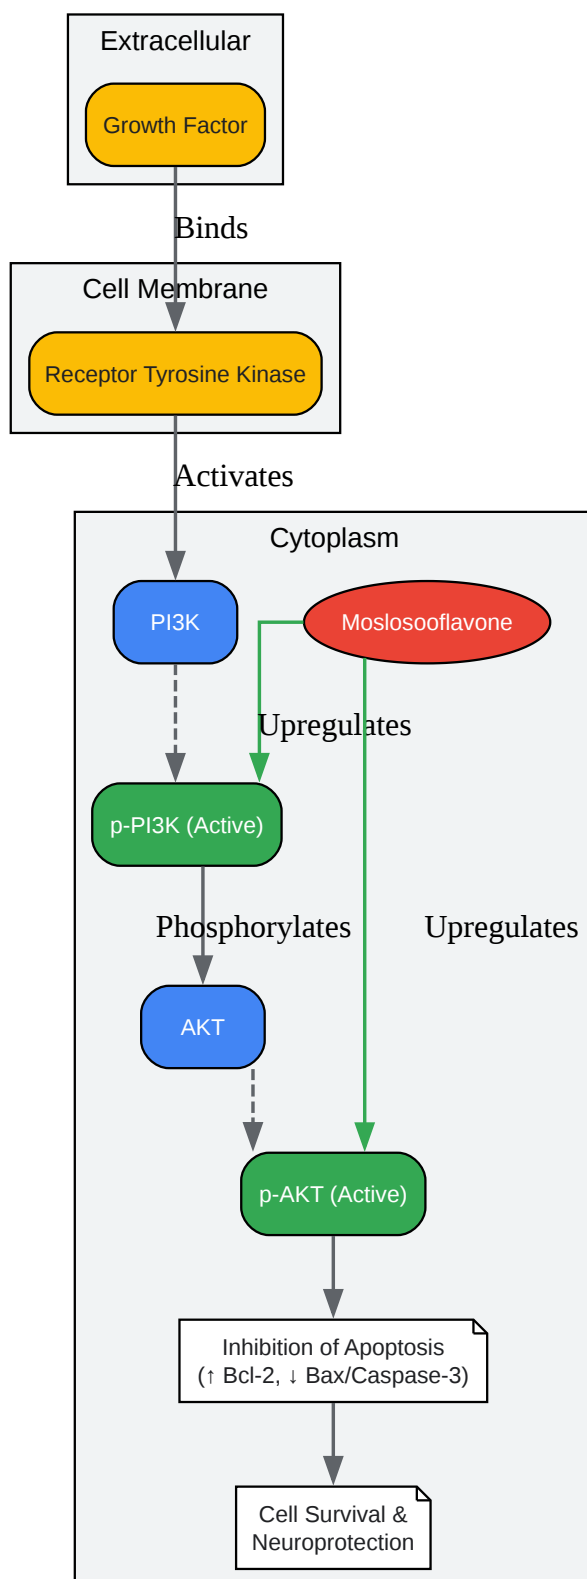 Extracellular
Growth Factor
Binds
Cell Membrane
Receptor Tyrosine Kinase
Activates
Cytoplasm
PI3K
Moslosooflavone
Upregulates
p-PI3K (Active)
Phosphorylates
Upregulates
AKT
p-AKT (Active)
Inhibition of Apoptosis
(↑ Bcl-2, ↓ Bax/Caspase-3)
Cell Survival &
Neuroprotection